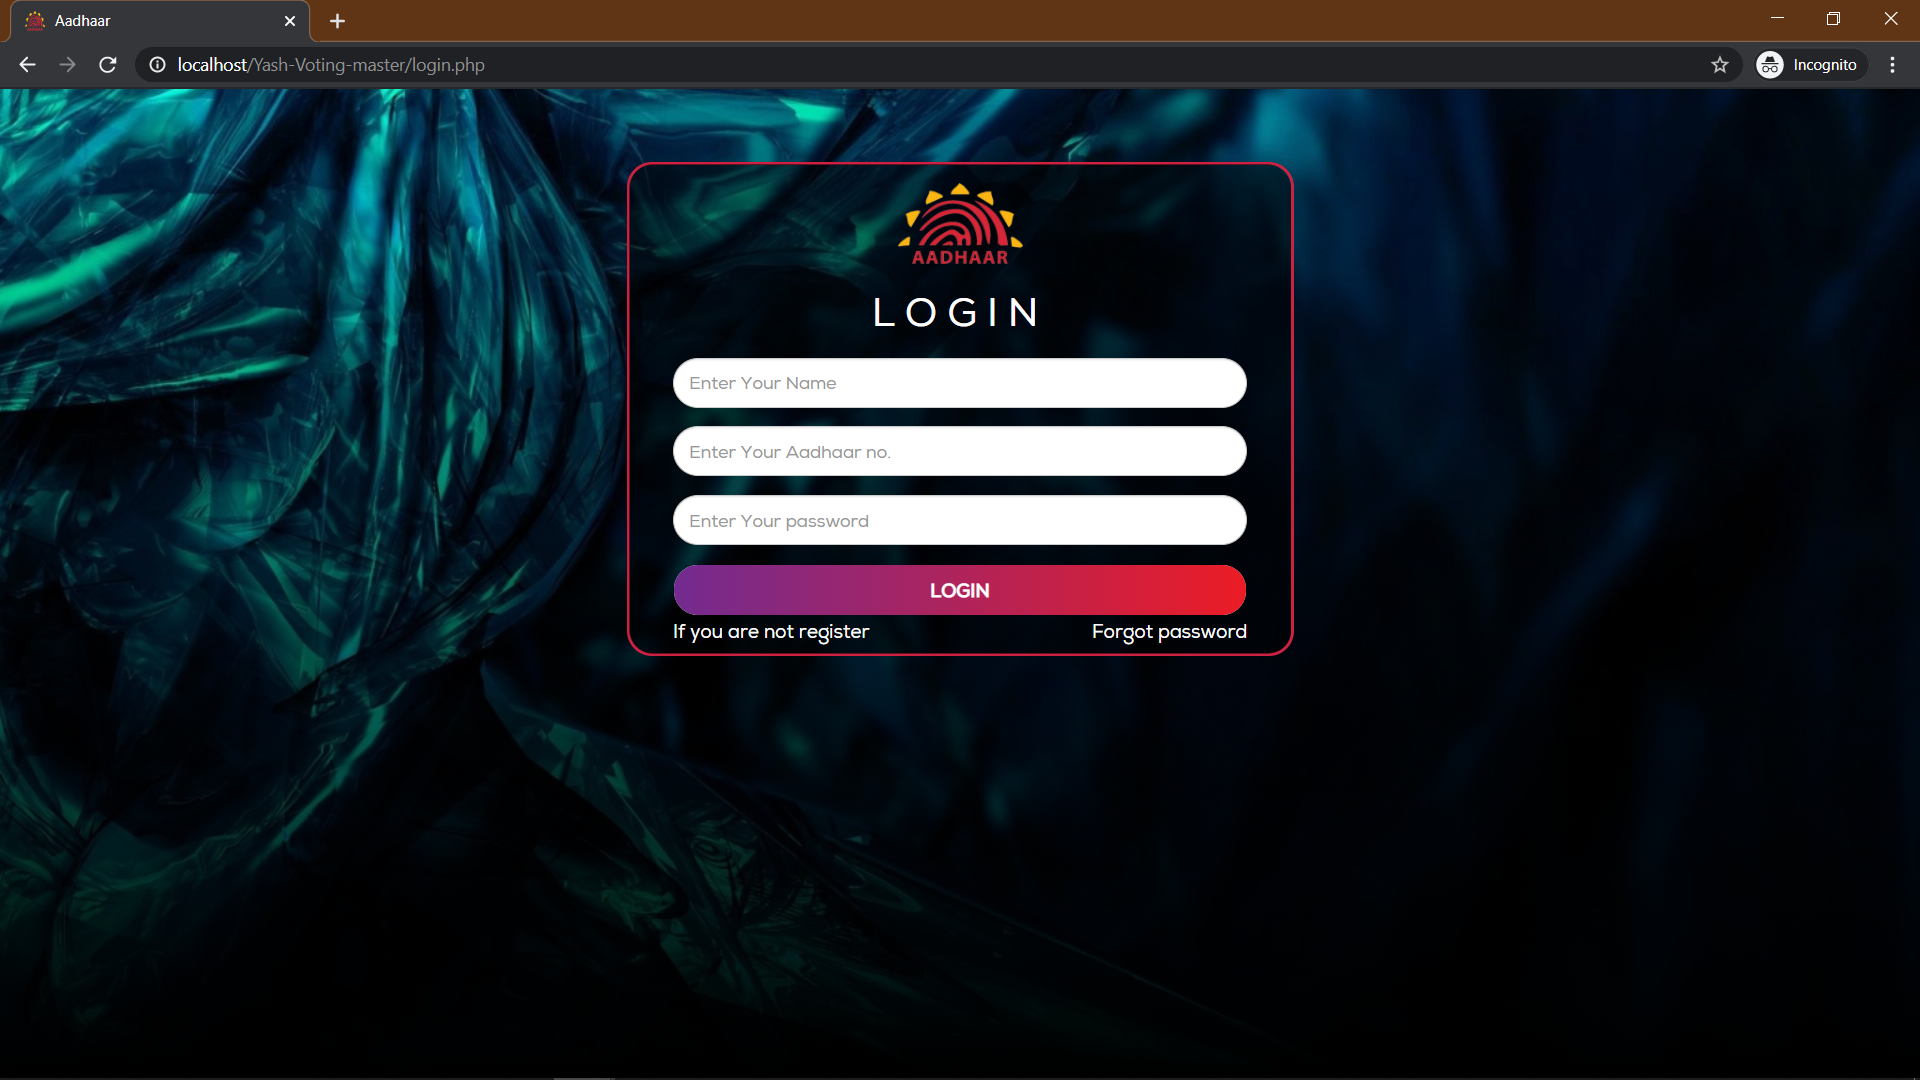 Aadhaar
localhost/Yash-Voting-master/login.php
Incognito
AADHAAR
LOGIN
Enter Your Name
Enter Your Aadhaar no.
Enter Your password
LOGIN
If you are not register
Forgot password